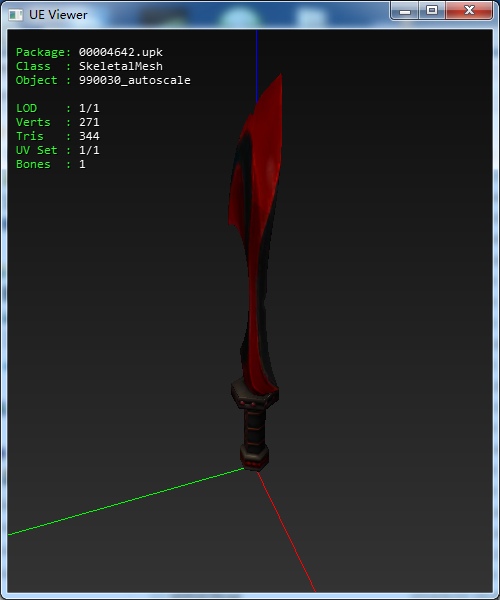 UE Viewer
Package: 00004642.upk
Class : SkeletalMesh
Object : 990030_autoscale
LOD : 1/1
Verts : 271
Tris : 344
UV Set : 1/1
Bones : 1